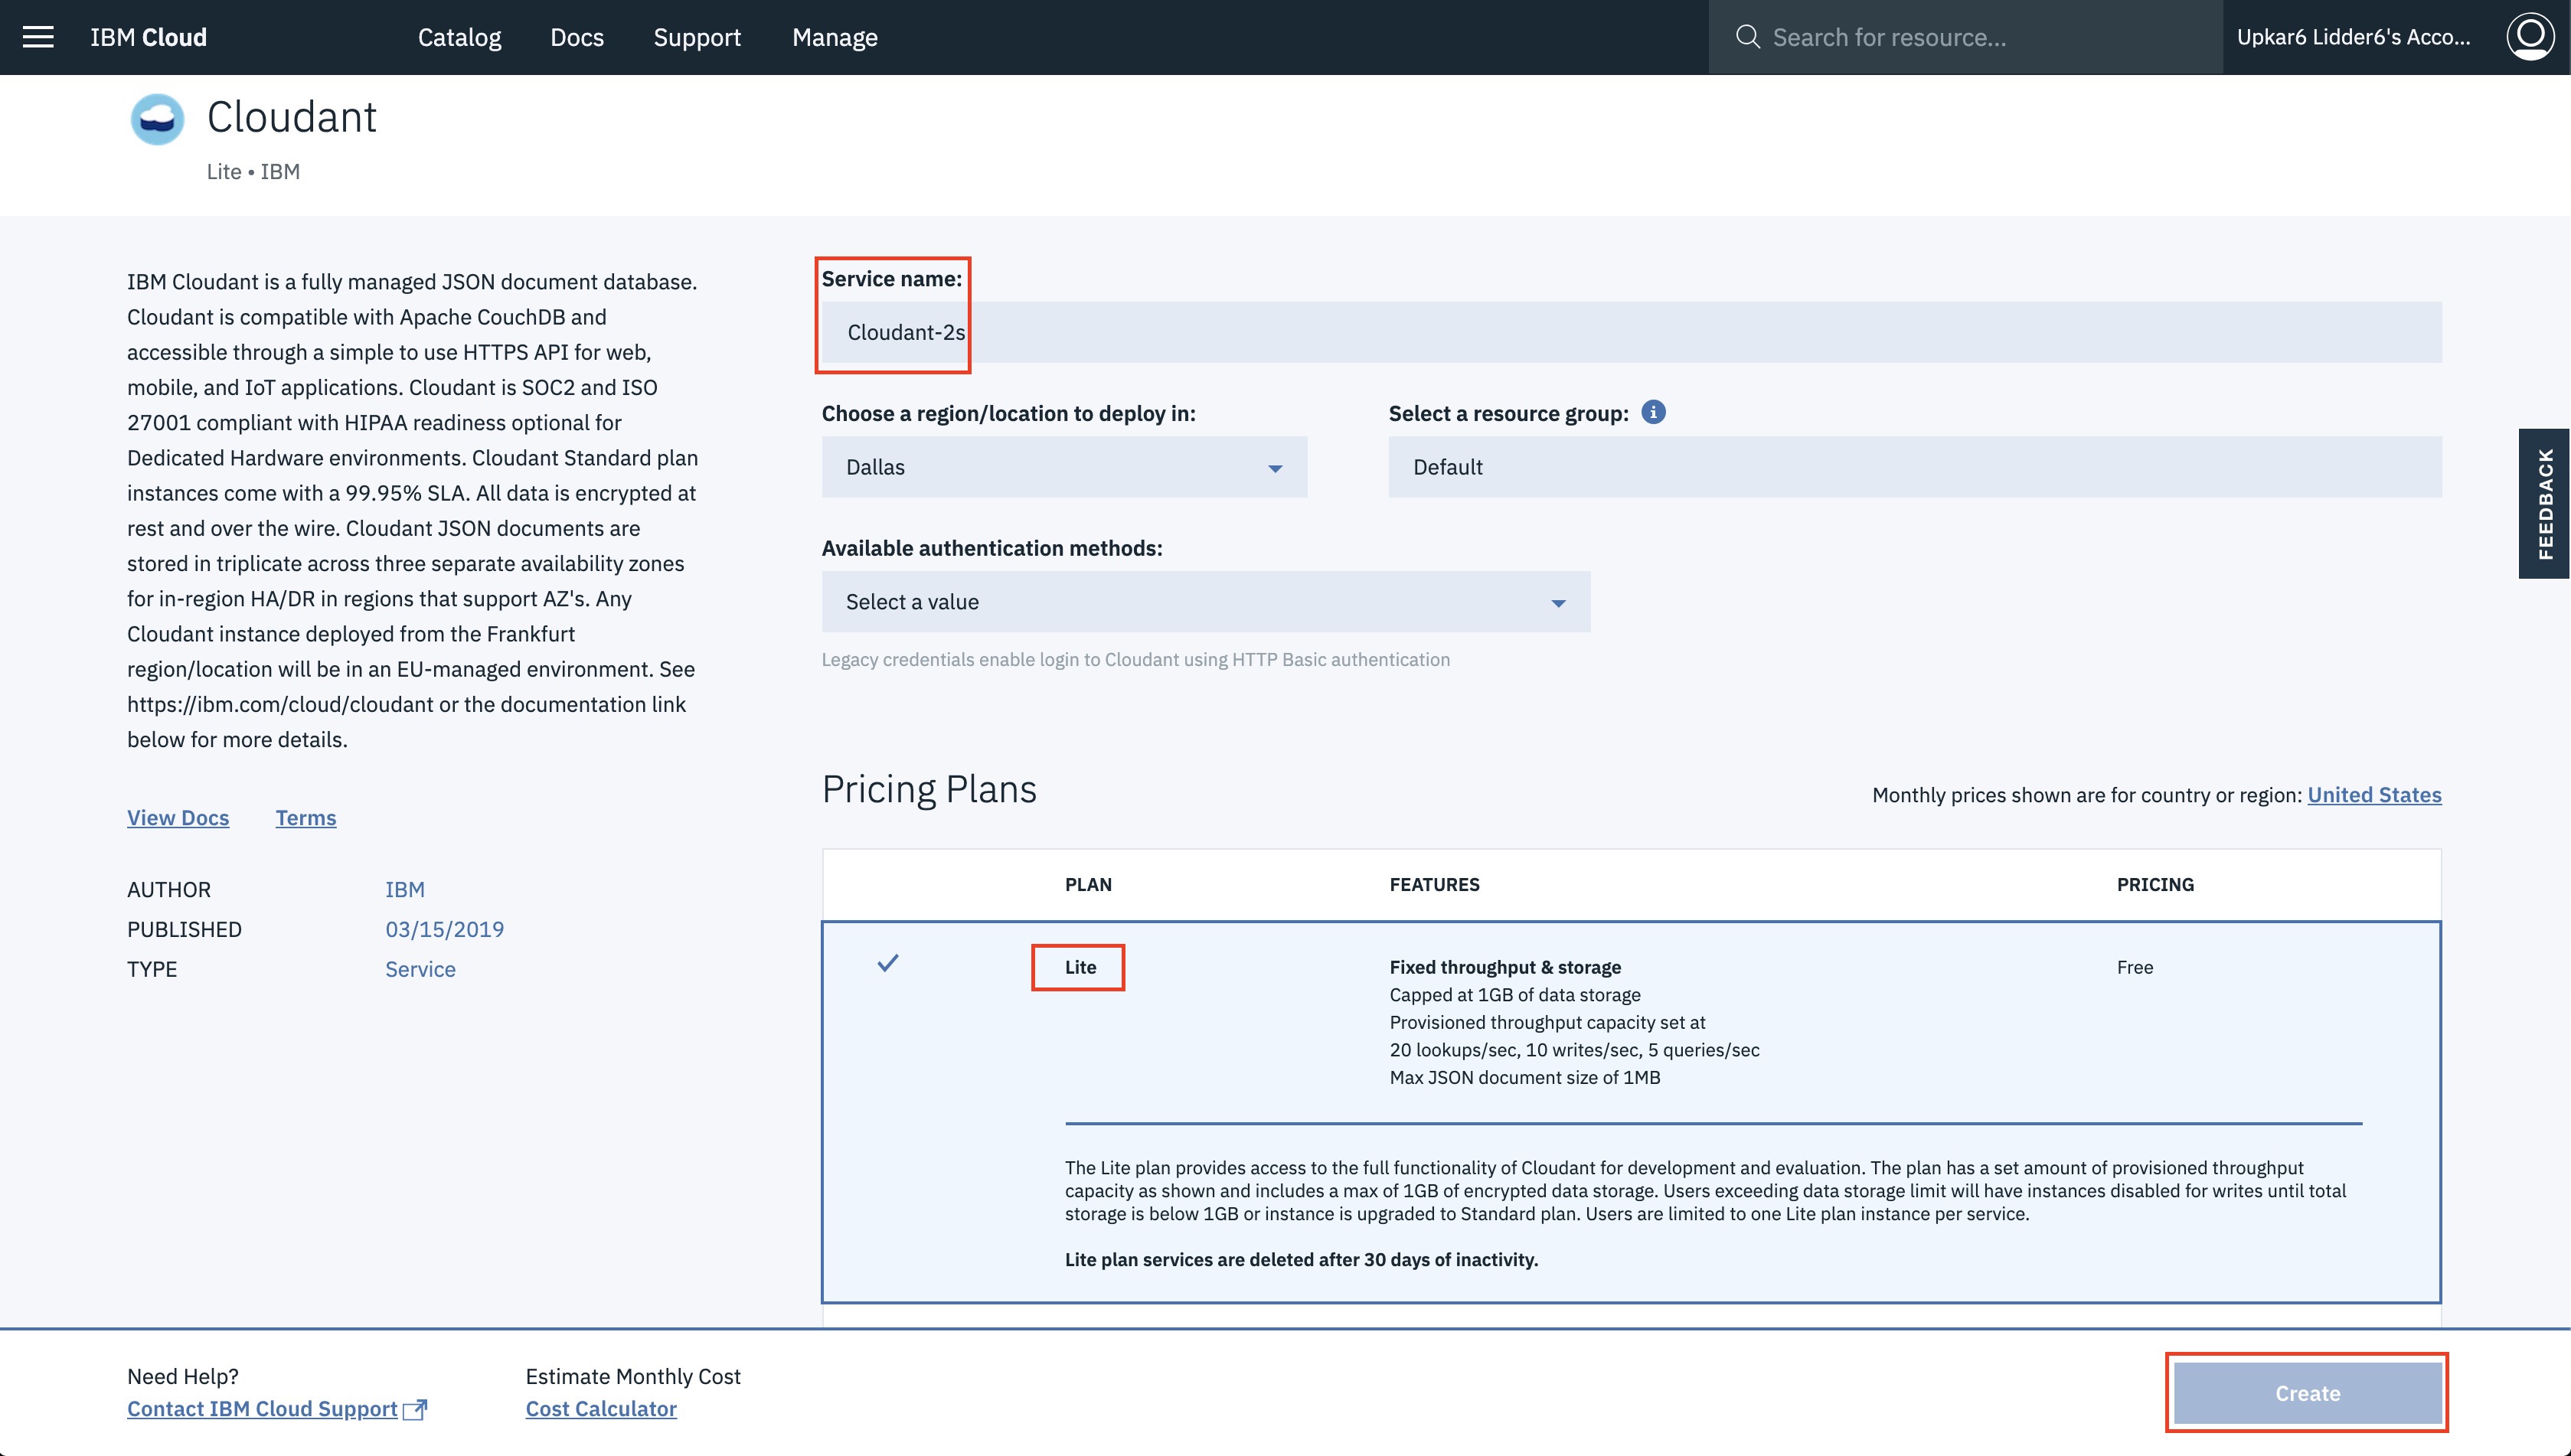 IBM Cloud
Catalog
Docs
Support
Manage
Search for resource...
Upkar6 Lidder6's Acco...
Cloudant
Lite • IBM
IBM Cloudant is a fully managed JSON document database.
Cloudant is compatible with Apache CouchDB and
accessible through a simple to use HTTPS API for web,
mobile, and IoT applications. Cloudant is SOC2 and ISO
27001 compliant with HIPAA readiness optional for
Dedicated Hardware environments. Cloudant Standard plan
instances come with a 99.95% SLA. All data is encrypted at
rest and over the wire. Cloudant JSON documents are
stored in triplicate across three separate availability zones
for in-region HA/DR in regions that support AZ's. Any
Cloudant instance deployed from the Frankfurt
region/location will be in an EU-managed environment. See
https://ibm.com/cloud/cloudant or the documentation link
below for more details.
View Docs
Terms
AUTHOR IBM
PUBLISHED 03/15/2019
TYPE Service
Service name:
Cloudant-2s
Choose a region/location to deploy in:
Dallas
Select a resource group:
Default
Available authentication methods:
Select a value
Legacy credentials enable login to Cloudant using HTTP Basic authentication
Pricing Plans
Monthly prices shown are for country or region: United States
PLAN FEATURES PRICING
Lite
Fixed throughput & storage
Capped at 1GB of data storage
Provisioned throughput capacity set at
20 lookups/sec, 10 writes/sec, 5 queries/sec
Max JSON document size of 1MB
Free
The Lite plan provides access to the full functionality of Cloudant for development and evaluation. The plan has a set amount of provisioned throughput
capacity as shown and includes a max of 1GB of encrypted data storage. Users exceeding data storage limit will have instances disabled for writes until total
storage is below 1GB or instance is upgraded to Standard plan. Users are limited to one Lite plan instance per service.
Lite plan services are deleted after 30 days of inactivity.
FEEDBACK
Need Help?
Contact IBM Cloud Support
Estimate Monthly Cost
Cost Calculator
Create